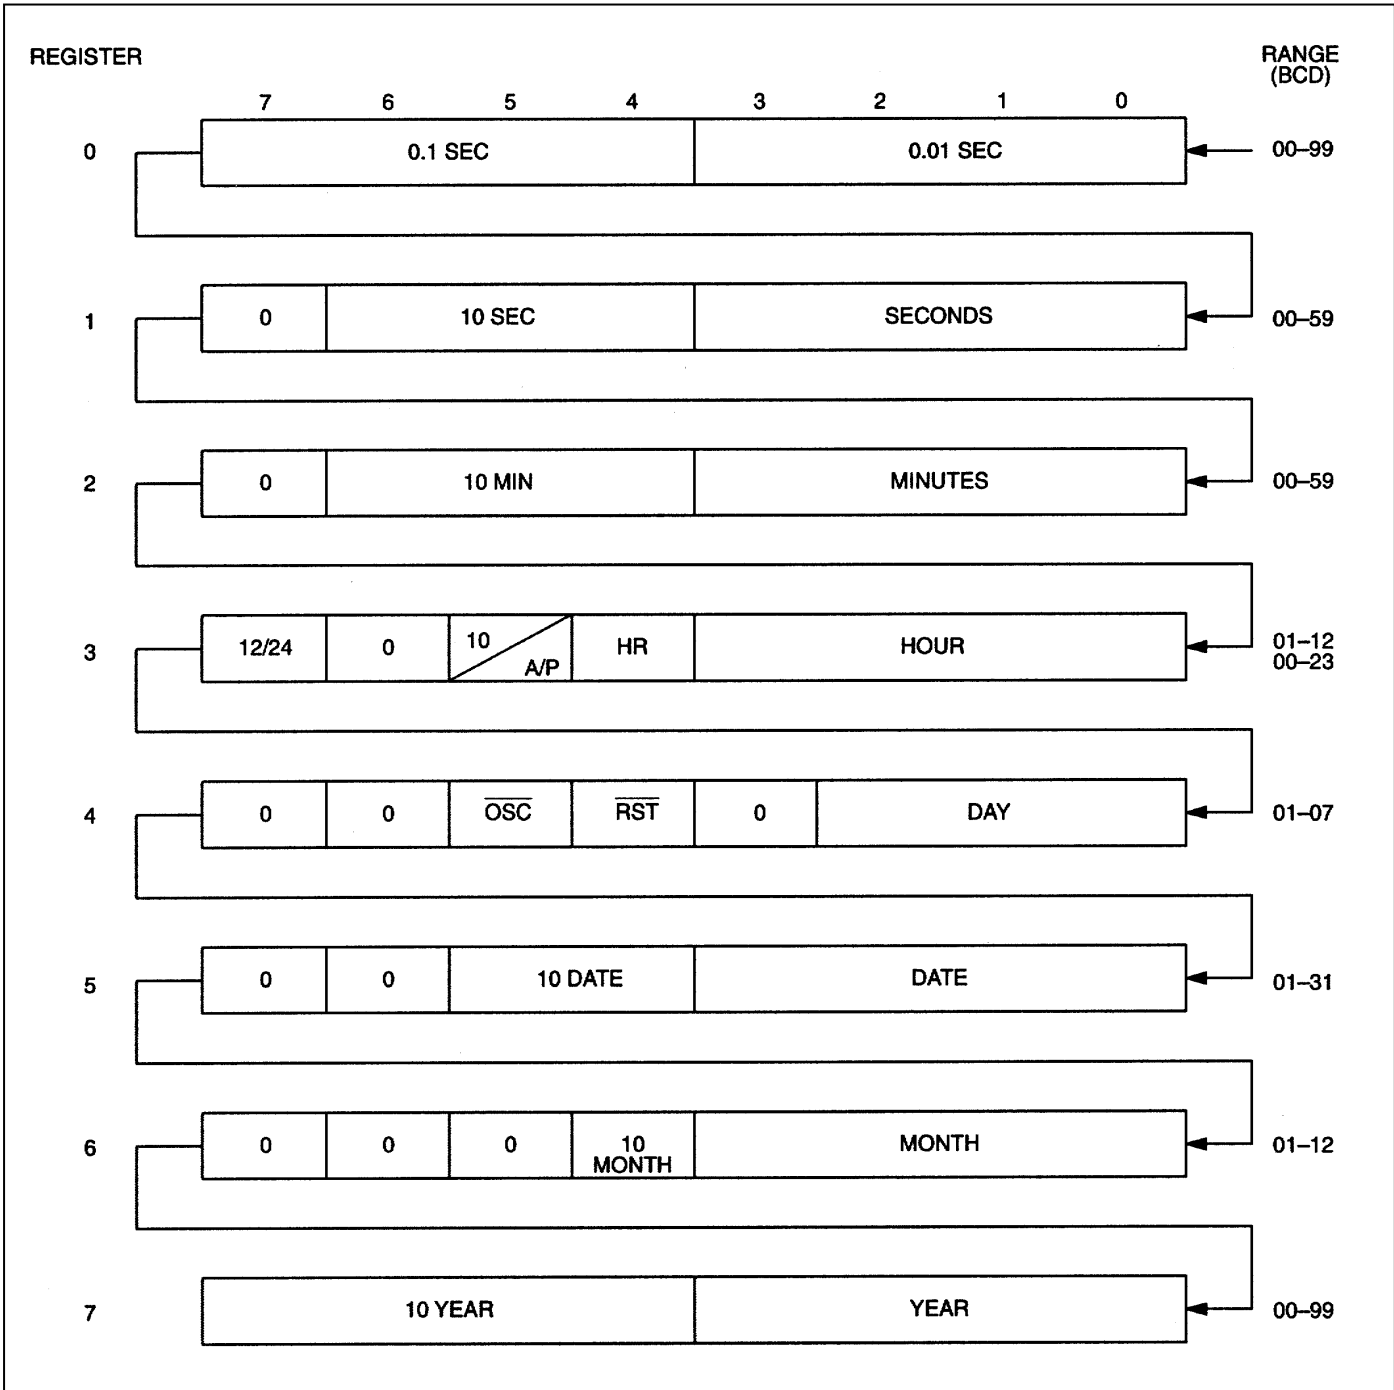 REGISTER
RANGE
(BCD)
7 6 5 4 3 2 1 0
0 0.1 SEC 0.01 SEC 00–99
1 0 10 SEC SECONDS 00–59
2 0 10 MIN MINUTES 00–59
3 12/24 0 10 A/P HR HOUR 01–12
00–23
4 0 0 O̅S̅C̅ R̅S̅T̅ 0 DAY 01–07
5 0 0 10 DATE DATE 01–31
6 0 0 0 10 MONTH 01–12
MONTH
7 10 YEAR YEAR 00–99